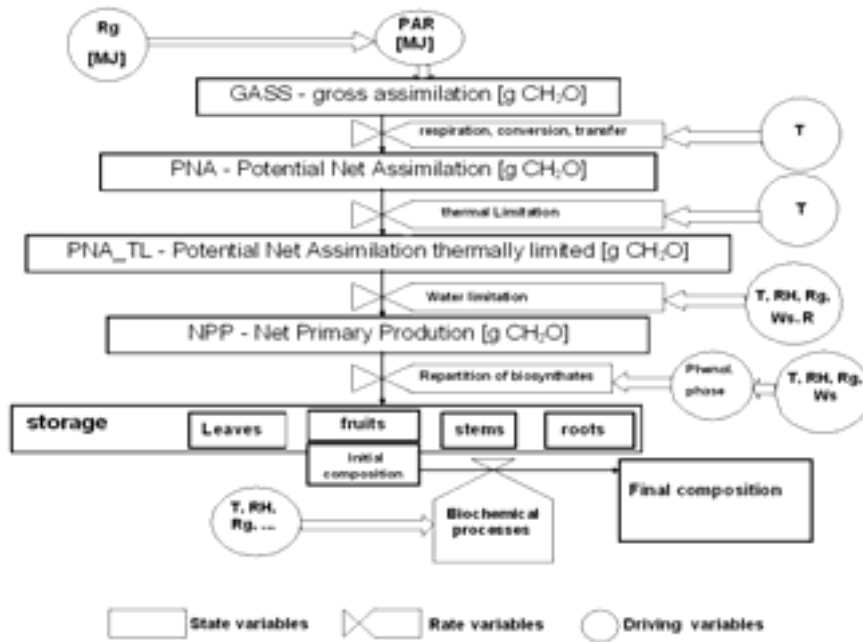 Rg
[MJ]
PAR
[MJ]
GASS - gross assimilation [g CH₂O]
respiration, conversion, transfer
T
PNA - Potential Net Assimilation [g CH₂O]
thermal Limitation
T
PNA_TL - Potential Net Assimilation thermally limited [g CH₂O]
Water limitation
T, RH, Rg,
Ws. R
NPP - Net Primary Prodution [g CH₂O]
Repartition of biosynthates
Phenol.
phase
T, RH, Rg,
Ws
storage
Leaves
fruits
stems
roots
Initial
composition
Final composition
T, RH,
Rg, ...
Biochemical
processes
State variables
Rate variables
Driving variables